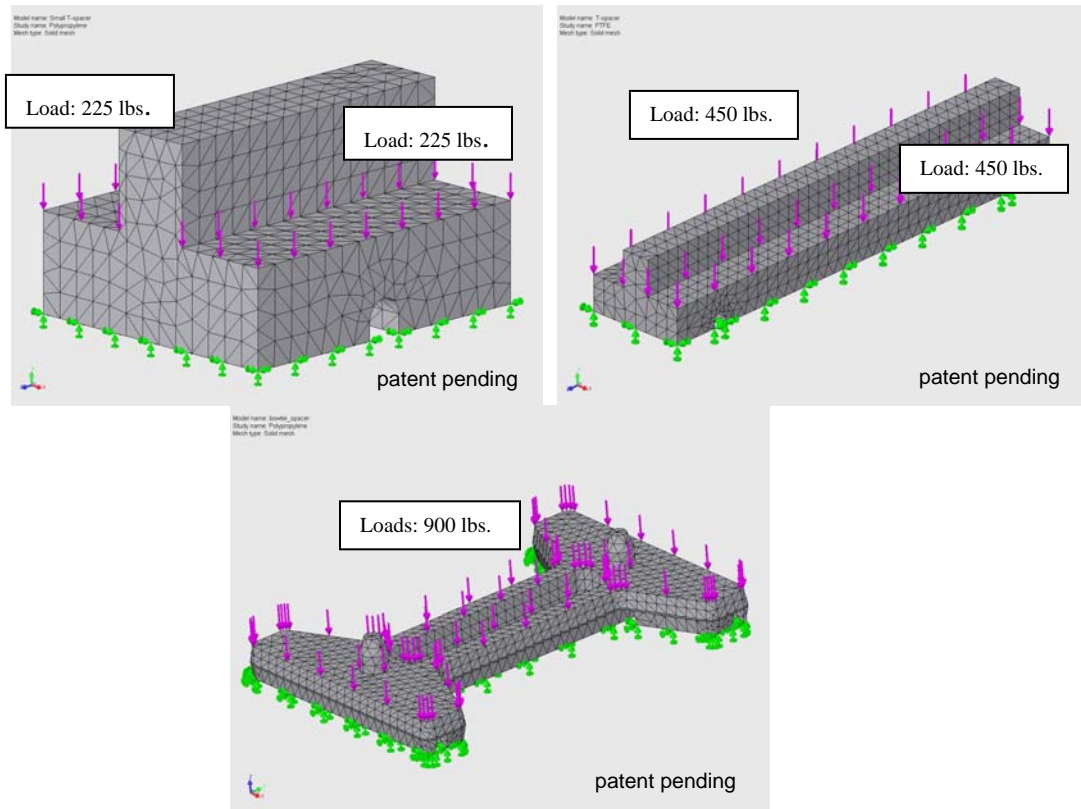 Model name: Small T-spacer
Study name: Polypropylene
Mesh type: Solid mesh
Load: 225 lbs.
Load: 225 lbs.
patent pending
Model name: T-spacer
Study name: PTFE
Mesh type: Solid mesh
Load: 450 lbs.
Load: 450 lbs.
patent pending
Model name: bowtie_spacer
Study name: Polypropylene
Mesh type: Solid mesh
Loads: 900 lbs.
patent pending